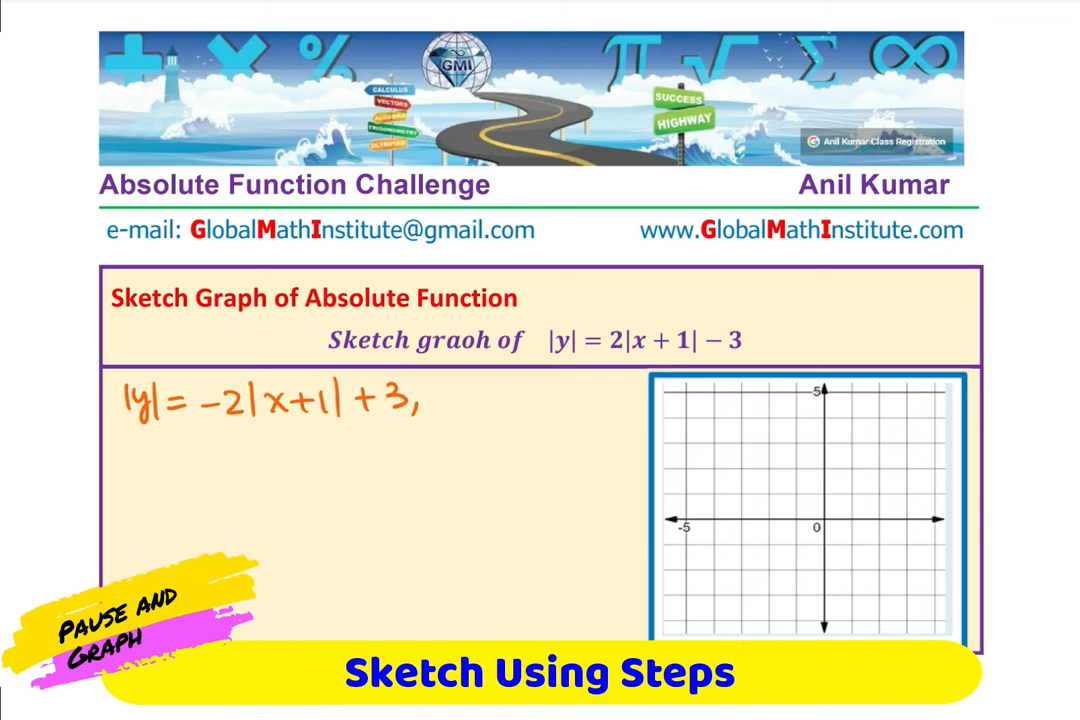 GMI
CALCULUS
VECTORS
ALGEBRA
TRIGONOMETRY
OLYMPIAD
SUCCESS
HIGHWAY
Anil Kumar Class Registration
Absolute Function Challenge Anil Kumar
e-mail: GlobalMathInstitute@gmail.com www.GlobalMathInstitute.com
Sketch Graph of Absolute Function
Sketch graoh of |y| = 2|x + 1| − 3
|y| = -2|x+1| + 3,
5
-5 0
PAUSE AND
GRAPH
Sketch Using Steps